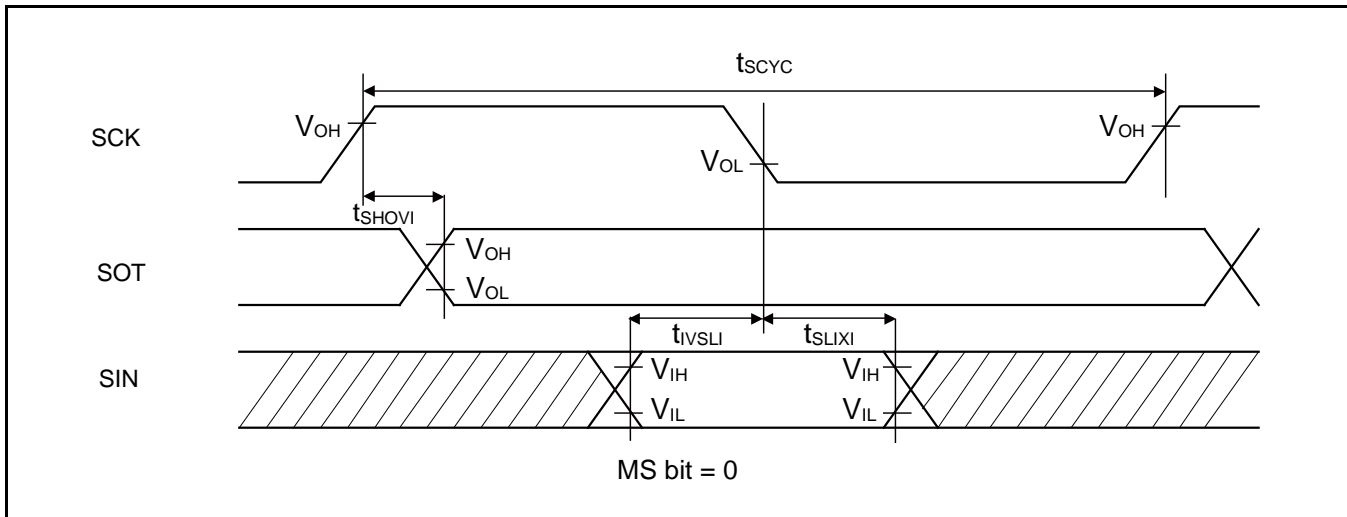 tSCYC
SCK
VOH
VOL
VOH
tSHOVI
SOT
VOH
VOL
tIVSLI
tSLIXI
SIN
VIH
VIH
VIL
VIL
MS bit = 0